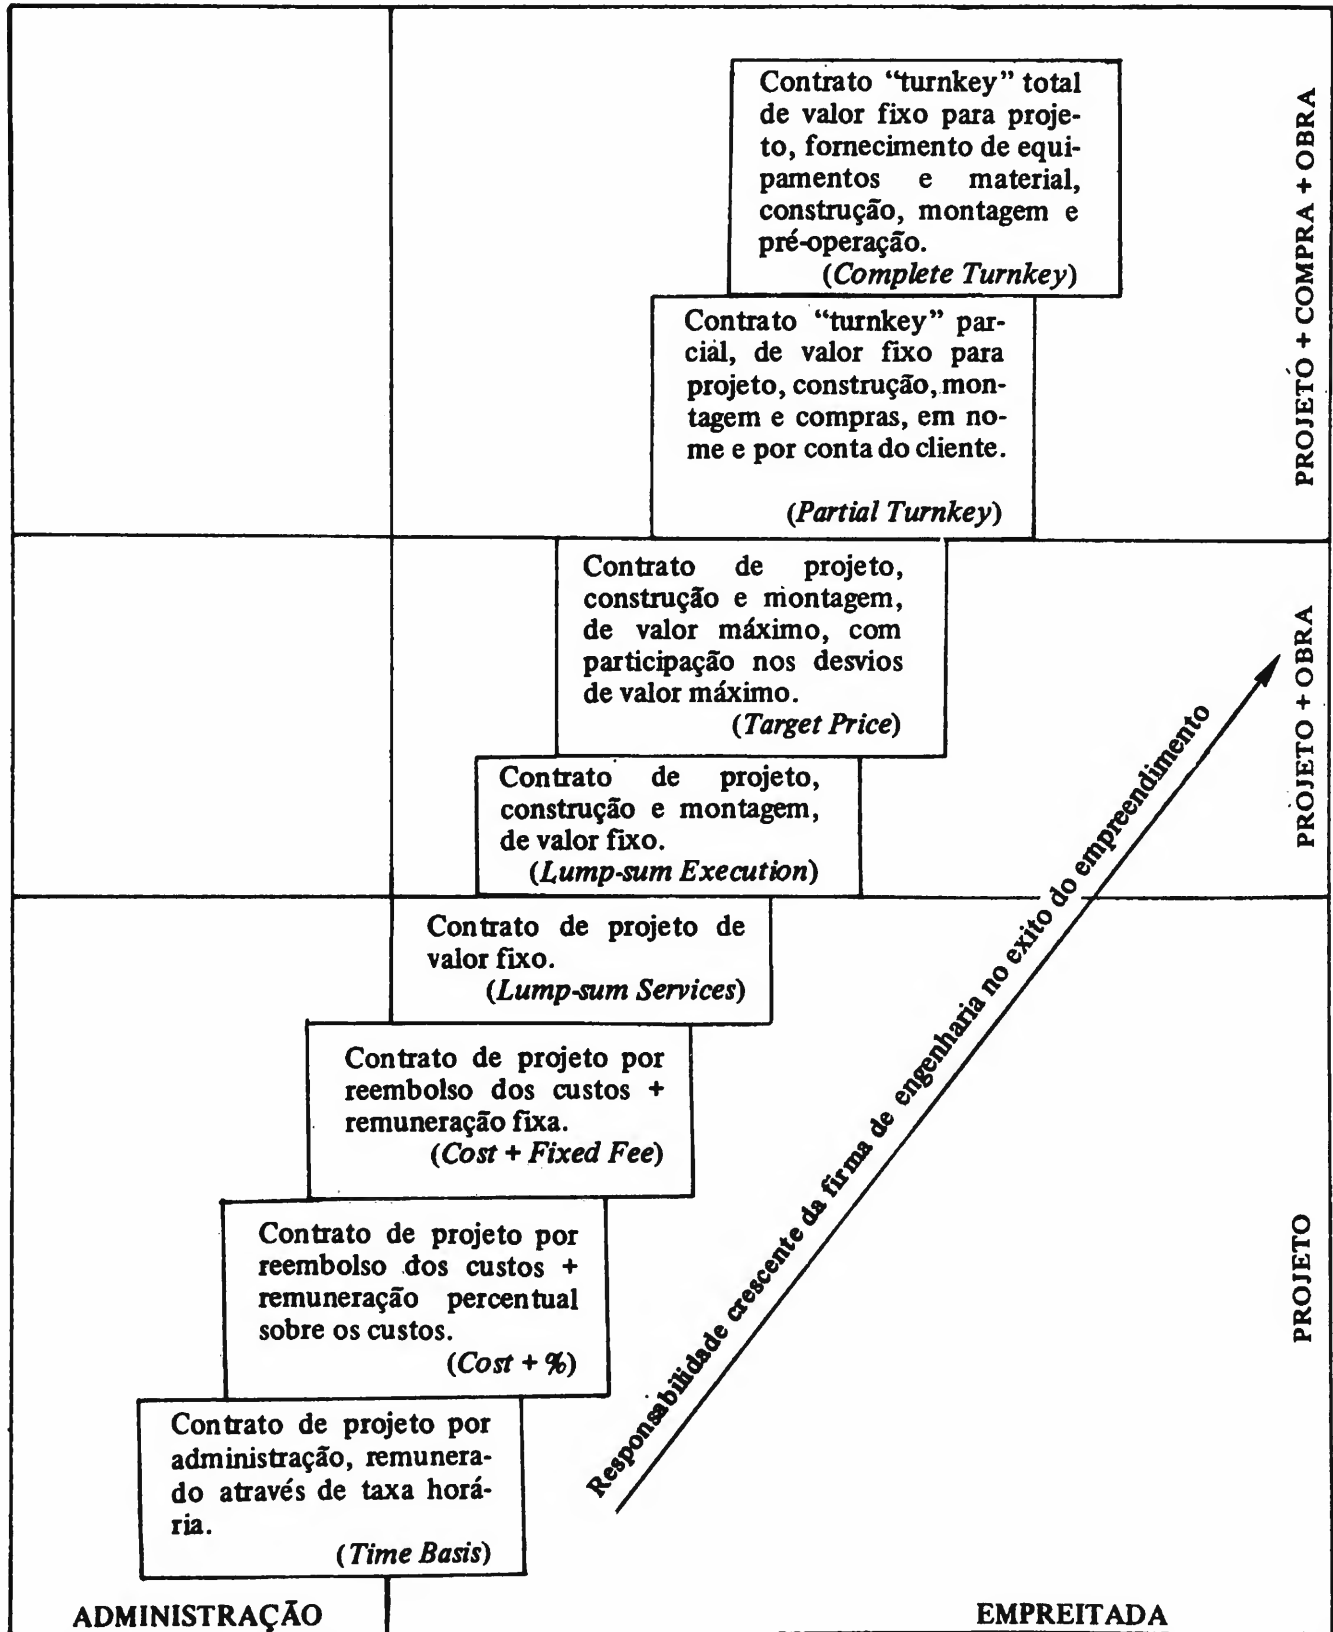 Contrato “turnkey” total
de valor fixo para proje-
to, fornecimento de equi-
pamentos e material,
construção, montagem e
pré-operação.
(Complete Turnkey)
Contrato “turnkey” par-
cial, de valor fixo para
projeto, construção, mon-
tagem e compras, em no-
me e por conta do cliente.
(Partial Turnkey)
PROJETO + COMPRA + OBRA
Contrato de projeto,
construção e montagem,
de valor máximo, com
participação nos desvios
de valor máximo.
(Target Price)
Contrato de projeto,
construção e montagem,
de valor fixo.
(Lump-sum Execution)
PROJETO + OBRA
Contrato de projeto de
valor fixo.
(Lump-sum Services)
Contrato de projeto por
reembolso dos custos +
remuneração fixa.
(Cost + Fixed Fee)
Contrato de projeto por
reembolso dos custos +
remuneração percentual
sobre os custos.
(Cost + %)
Contrato de projeto por
administração, remunera-
do através de taxa horá-
ria.
(Time Basis)
Responsabilidade crescente da firma de engenharia no exito do empreendimento
PROJETO
ADMINISTRAÇÃO
EMPREITADA